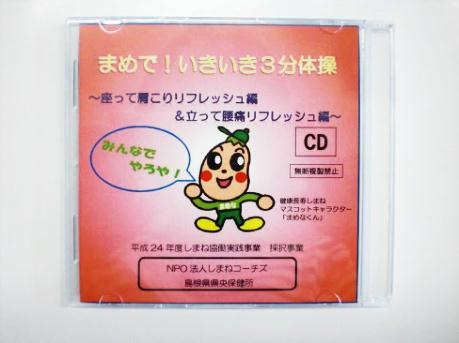 まめで！いきいき３分体操
～座って肩こりリフレッシュ編
＆立って腰痛リフレッシュ編～
CD
無断複製禁止
みんなで
やろや！
まめな
健康長寿しまね
マスコットキャラクター
「まめなくん」
平成24年度しまね協働実践事業　採択事業
NPO法人しまねコーチズ
島根県県央保健所